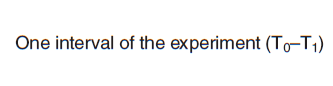 One interval of the experiment (T₀–T₁)